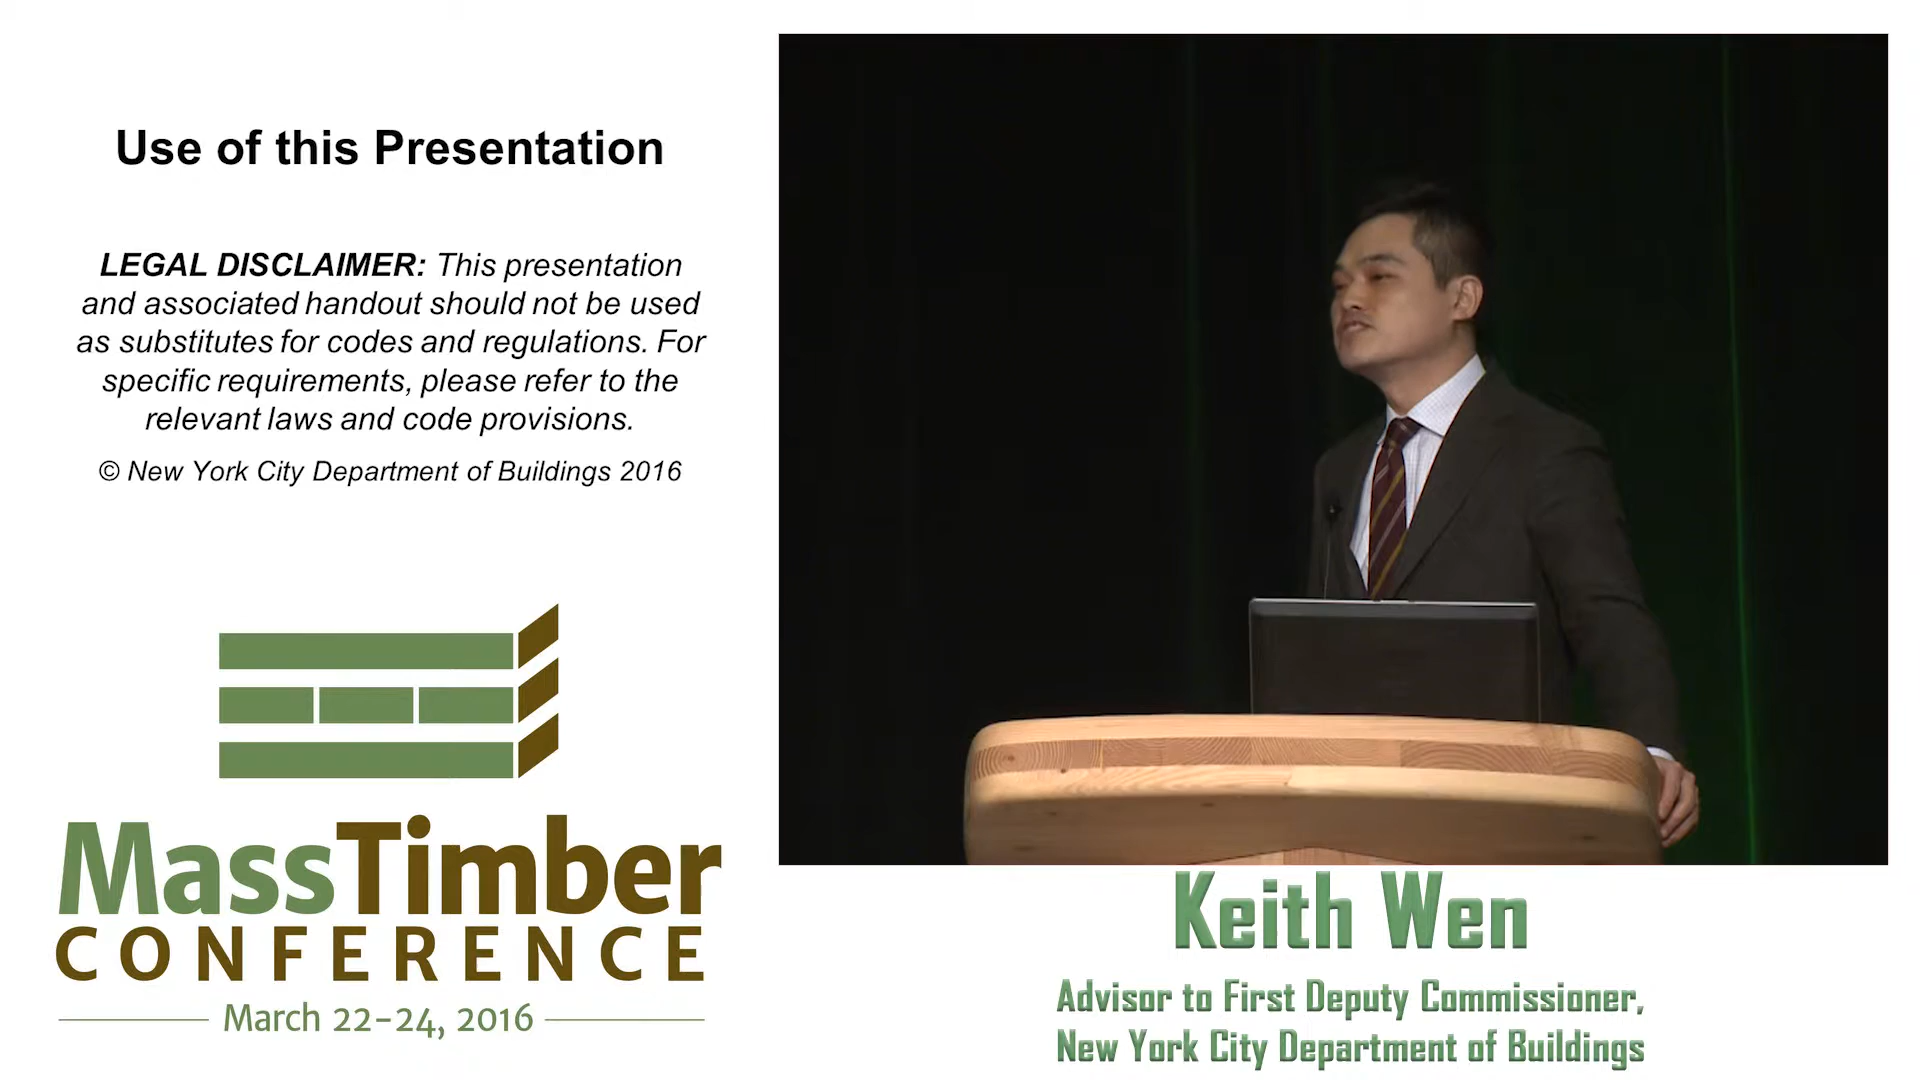 Use of this Presentation
LEGAL DISCLAIMER: This presentation
and associated handout should not be used
as substitutes for codes and regulations. For
specific requirements, please refer to the
relevant laws and code provisions.
© New York City Department of Buildings 2016
MassTimber
CONFERENCE
March 22-24, 2016
Keith Wen
Advisor to First Deputy Commissioner,
New York City Department of Buildings